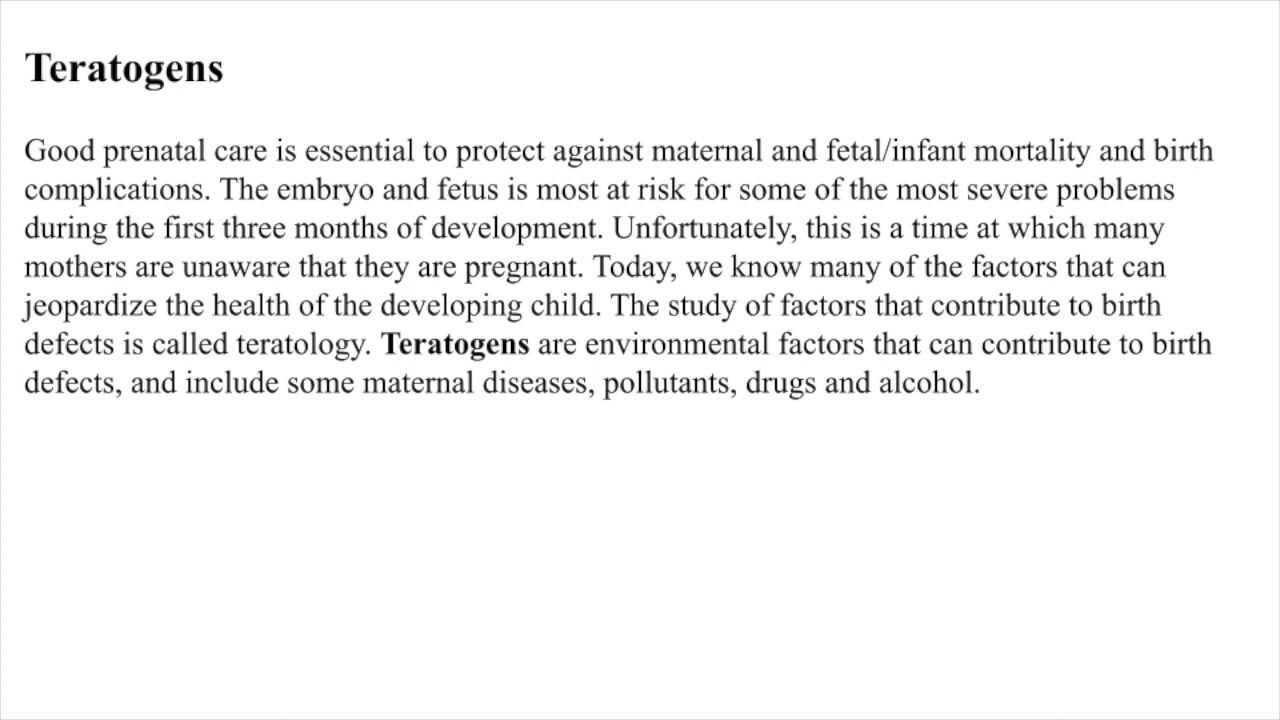 Teratogens
Good prenatal care is essential to protect against maternal and fetal/infant mortality and birth
complications. The embryo and fetus is most at risk for some of the most severe problems
during the first three months of development. Unfortunately, this is a time at which many
mothers are unaware that they are pregnant. Today, we know many of the factors that can
jeopardize the health of the developing child. The study of factors that contribute to birth
defects is called teratology. Teratogens are environmental factors that can contribute to birth
defects, and include some maternal diseases, pollutants, drugs and alcohol.